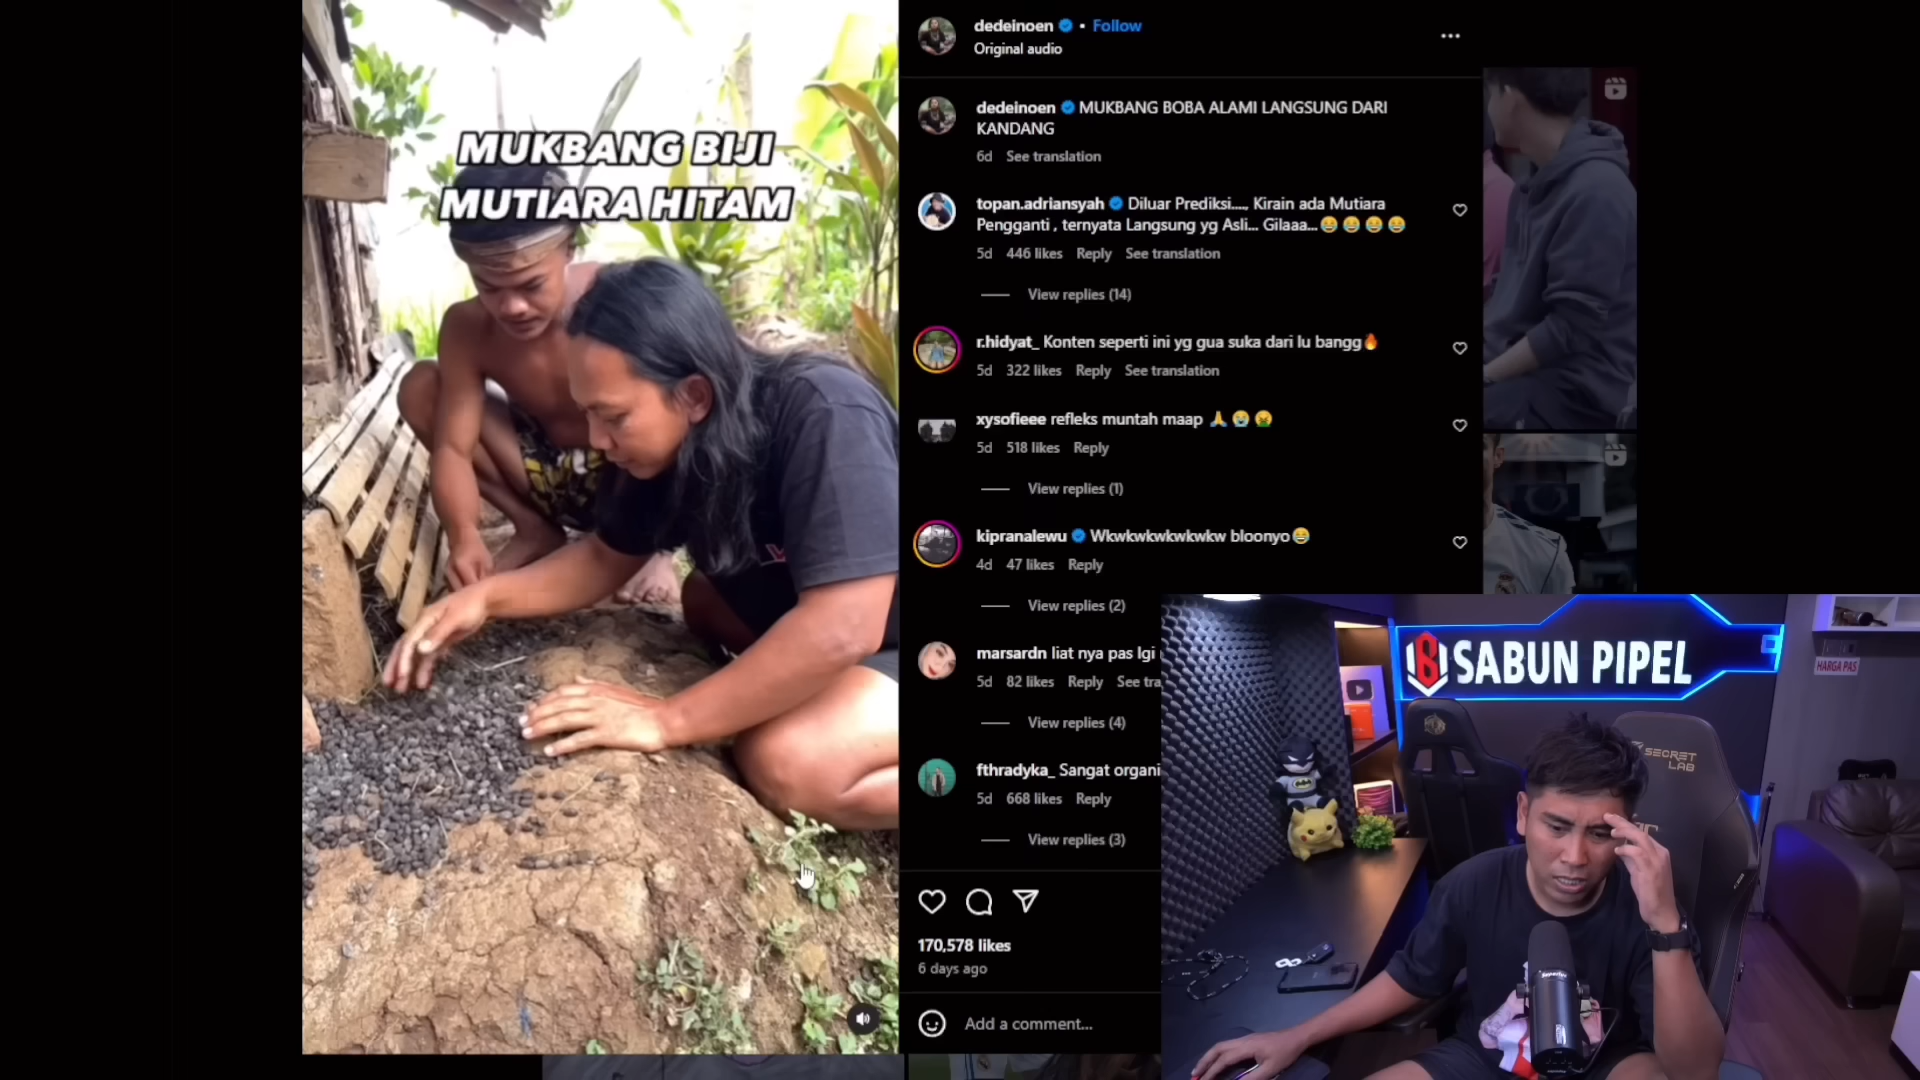 MUKBANG BIJI
MUTIARA HITAM
dedeinoen • Follow
Original audio
dedeinoen MUKBANG BOBA ALAMI LANGSUNG DARI
KANDANG
6d See translation
topan.adriansyah Diluar Prediksi...., Kirain ada Mutiara
Pengganti , ternyata Langsung yg Asli... Gilaaa...😂😂😂😂
5d 446 likes Reply See translation
View replies (14)
r.hidyat_ Konten seperti ini yg gua suka dari lu bangg🔥
5d 322 likes Reply See translation
xysofieee refleks muntah maap 🙏😭🤮
5d 518 likes Reply
View replies (1)
kipranalewu Wkwkwkwkwkwkw bloonyo😂
4d 47 likes Reply
View replies (2)
marsardn liat nya pas lgi
5d 82 likes Reply See tra
View replies (4)
fthradyka_ Sangat organi
5d 668 likes Reply
View replies (3)
170,578 likes
6 days ago
Add a comment...
SABUN PIPEL
HARGA PAS
SECRET
LAB